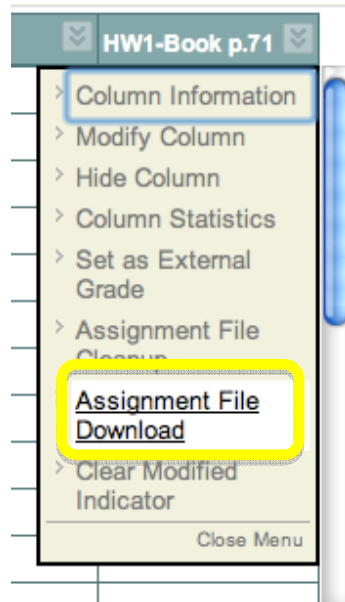 HW1-Book p.71
Column Information
Modify Column
Hide Column
Column Statistics
Set as External
Grade
Assignment File
Cleanup
Assignment File
Download
Clear Modified
Indicator
Close Menu